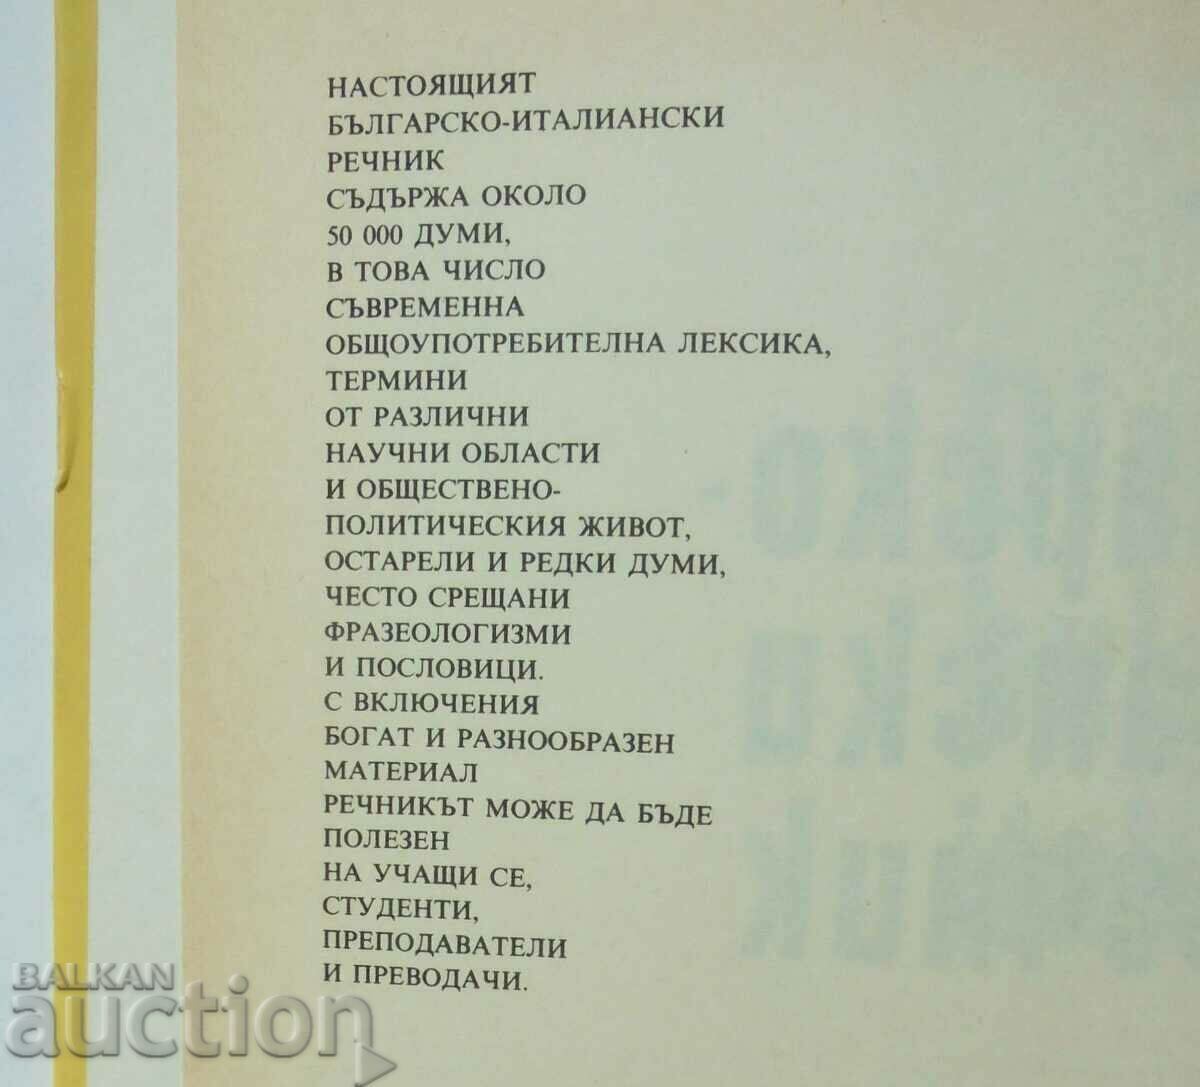 НАСТОЯЩИЯТ
БЪЛГАРСКО-ИТАЛИАНСКИ
РЕЧНИК
СЪДЪРЖА ОКОЛО
50 000 ДУМИ,
В ТОВА ЧИСЛО
СЪВРЕМЕННА
ОБЩОУПОТРЕБИТЕЛНА ЛЕКСИКА,
ТЕРМИНИ
ОТ РАЗЛИЧНИ
НАУЧНИ ОБЛАСТИ
И ОБЩЕСТВЕНО-
ПОЛИТИЧЕСКИЯ ЖИВОТ,
ОСТАРЕЛИ И РЕДКИ ДУМИ,
ЧЕСТО СРЕЩАНИ
ФРАЗЕОЛОГИЗМИ
И ПОСЛОВИЦИ.
С ВКЛЮЧЕНИЯ
БОГАТ И РАЗНООБРАЗЕН
МАТЕРИАЛ
РЕЧНИКЪТ МОЖЕ ДА БЪДЕ
ПОЛЕЗЕН
НА УЧАЩИ СЕ,
СТУДЕНТИ,
ПРЕПОДАВАТЕЛИ
И ПРЕВОДАЧИ.
BALKAN
auction